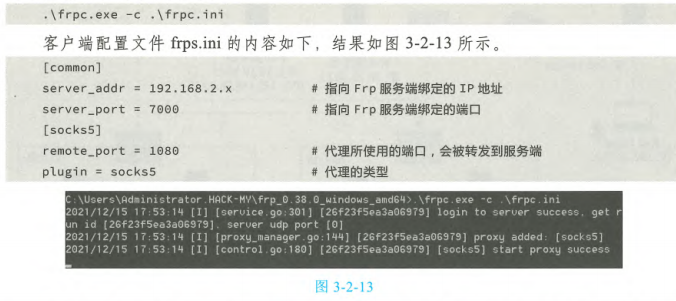 .\frpc.exe -c .\frpc.ini
客户端配置文件 frps.ini 的内容如下，结果如图 3-2-13 所示。
[common]
server_addr = 192.168.2.x # 指向 Frp 服务端绑定的 IP 地址
server_port = 7000 # 指向 Frp 服务端绑定的端口
[socks5]
remote_port = 1080 # 代理所使用的端口，会被转发到服务端
plugin = socks5 # 代理的类型
C:\Users\Administrator.HACK-MY\frp_0.38.0_windows_amd64>.\frpc.exe -c .\frpc.ini
2021/12/15 17:53:14 [I] [service.go:301] [26f23f5ea3a06979] login to server success, get r
un id [26f23f5ea3a06979], server udp port [0]
2021/12/15 17:53:14 [I] [proxy_manager.go:144] [26f23f5ea3a06979] proxy added: [socks5]
2021/12/15 17:53:14 [I] [control.go:180] [26f23f5ea3a06979] [socks5] start proxy success
图 3-2-13